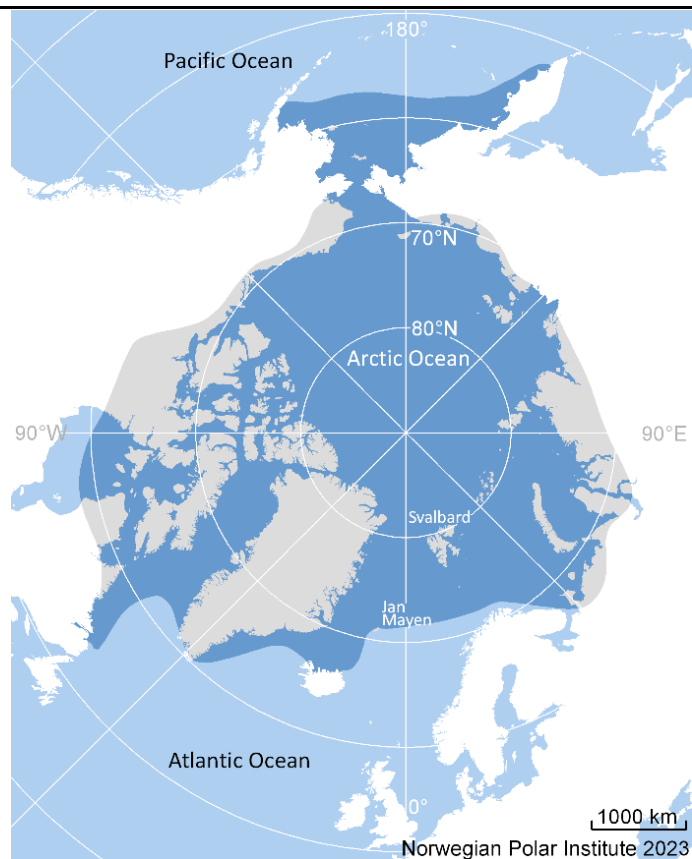 180°
Pacific Ocean
70°N
80°N
Arctic Ocean
90°W
90°E
Svalbard
Jan
Mayen
Atlantic Ocean
0°
1000 km
Norwegian Polar Institute 2023